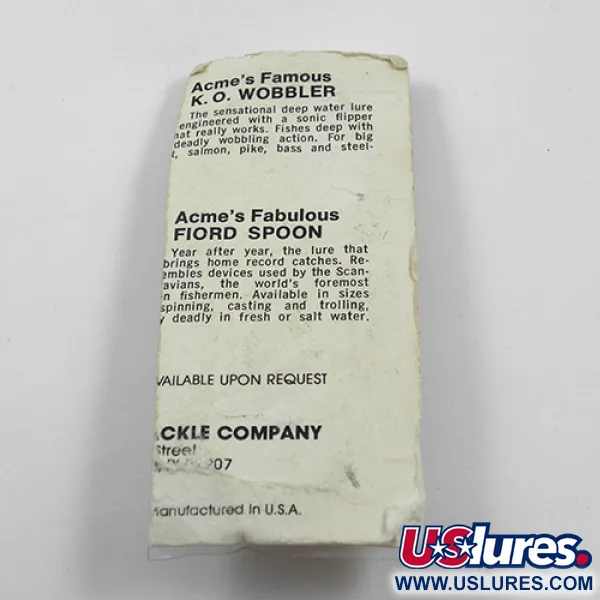 Acme's Famous
K. O. WOBBLER
The sensational deep water lure
engineered with a sonic flipper
hat really works. Fishes deep with
deadly wobbling action. For big
t, salmon, pike, bass and steel-
Acme's Fabulous
FIORD SPOON
Year after year, the lure that
brings home record catches. Re-
embles devices used by the Scan-
avians, the world's foremost
n fishermen. Available in sizes
spinning, casting and trolling,
y deadly in fresh or salt water.
VAILABLE UPON REQUEST
ACKLE COMPANY
Street
907
Manufactured in U.S.A.
USlures.
WWW.USLURES.COM